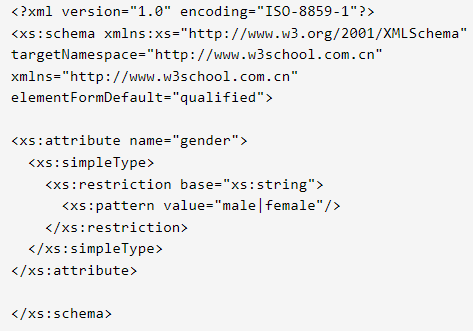 <?xml version="1.0" encoding="ISO-8859-1"?>
<xs:schema xmlns:xs="http://www.w3.org/2001/XMLSchema"
targetNamespace="http://www.w3school.com.cn"
xmlns="http://www.w3school.com.cn"
elementFormDefault="qualified">

<xs:attribute name="gender">
  <xs:simpleType>
    <xs:restriction base="xs:string">
      <xs:pattern value="male|female"/>
    </xs:restriction>
  </xs:simpleType>
</xs:attribute>

</xs:schema>